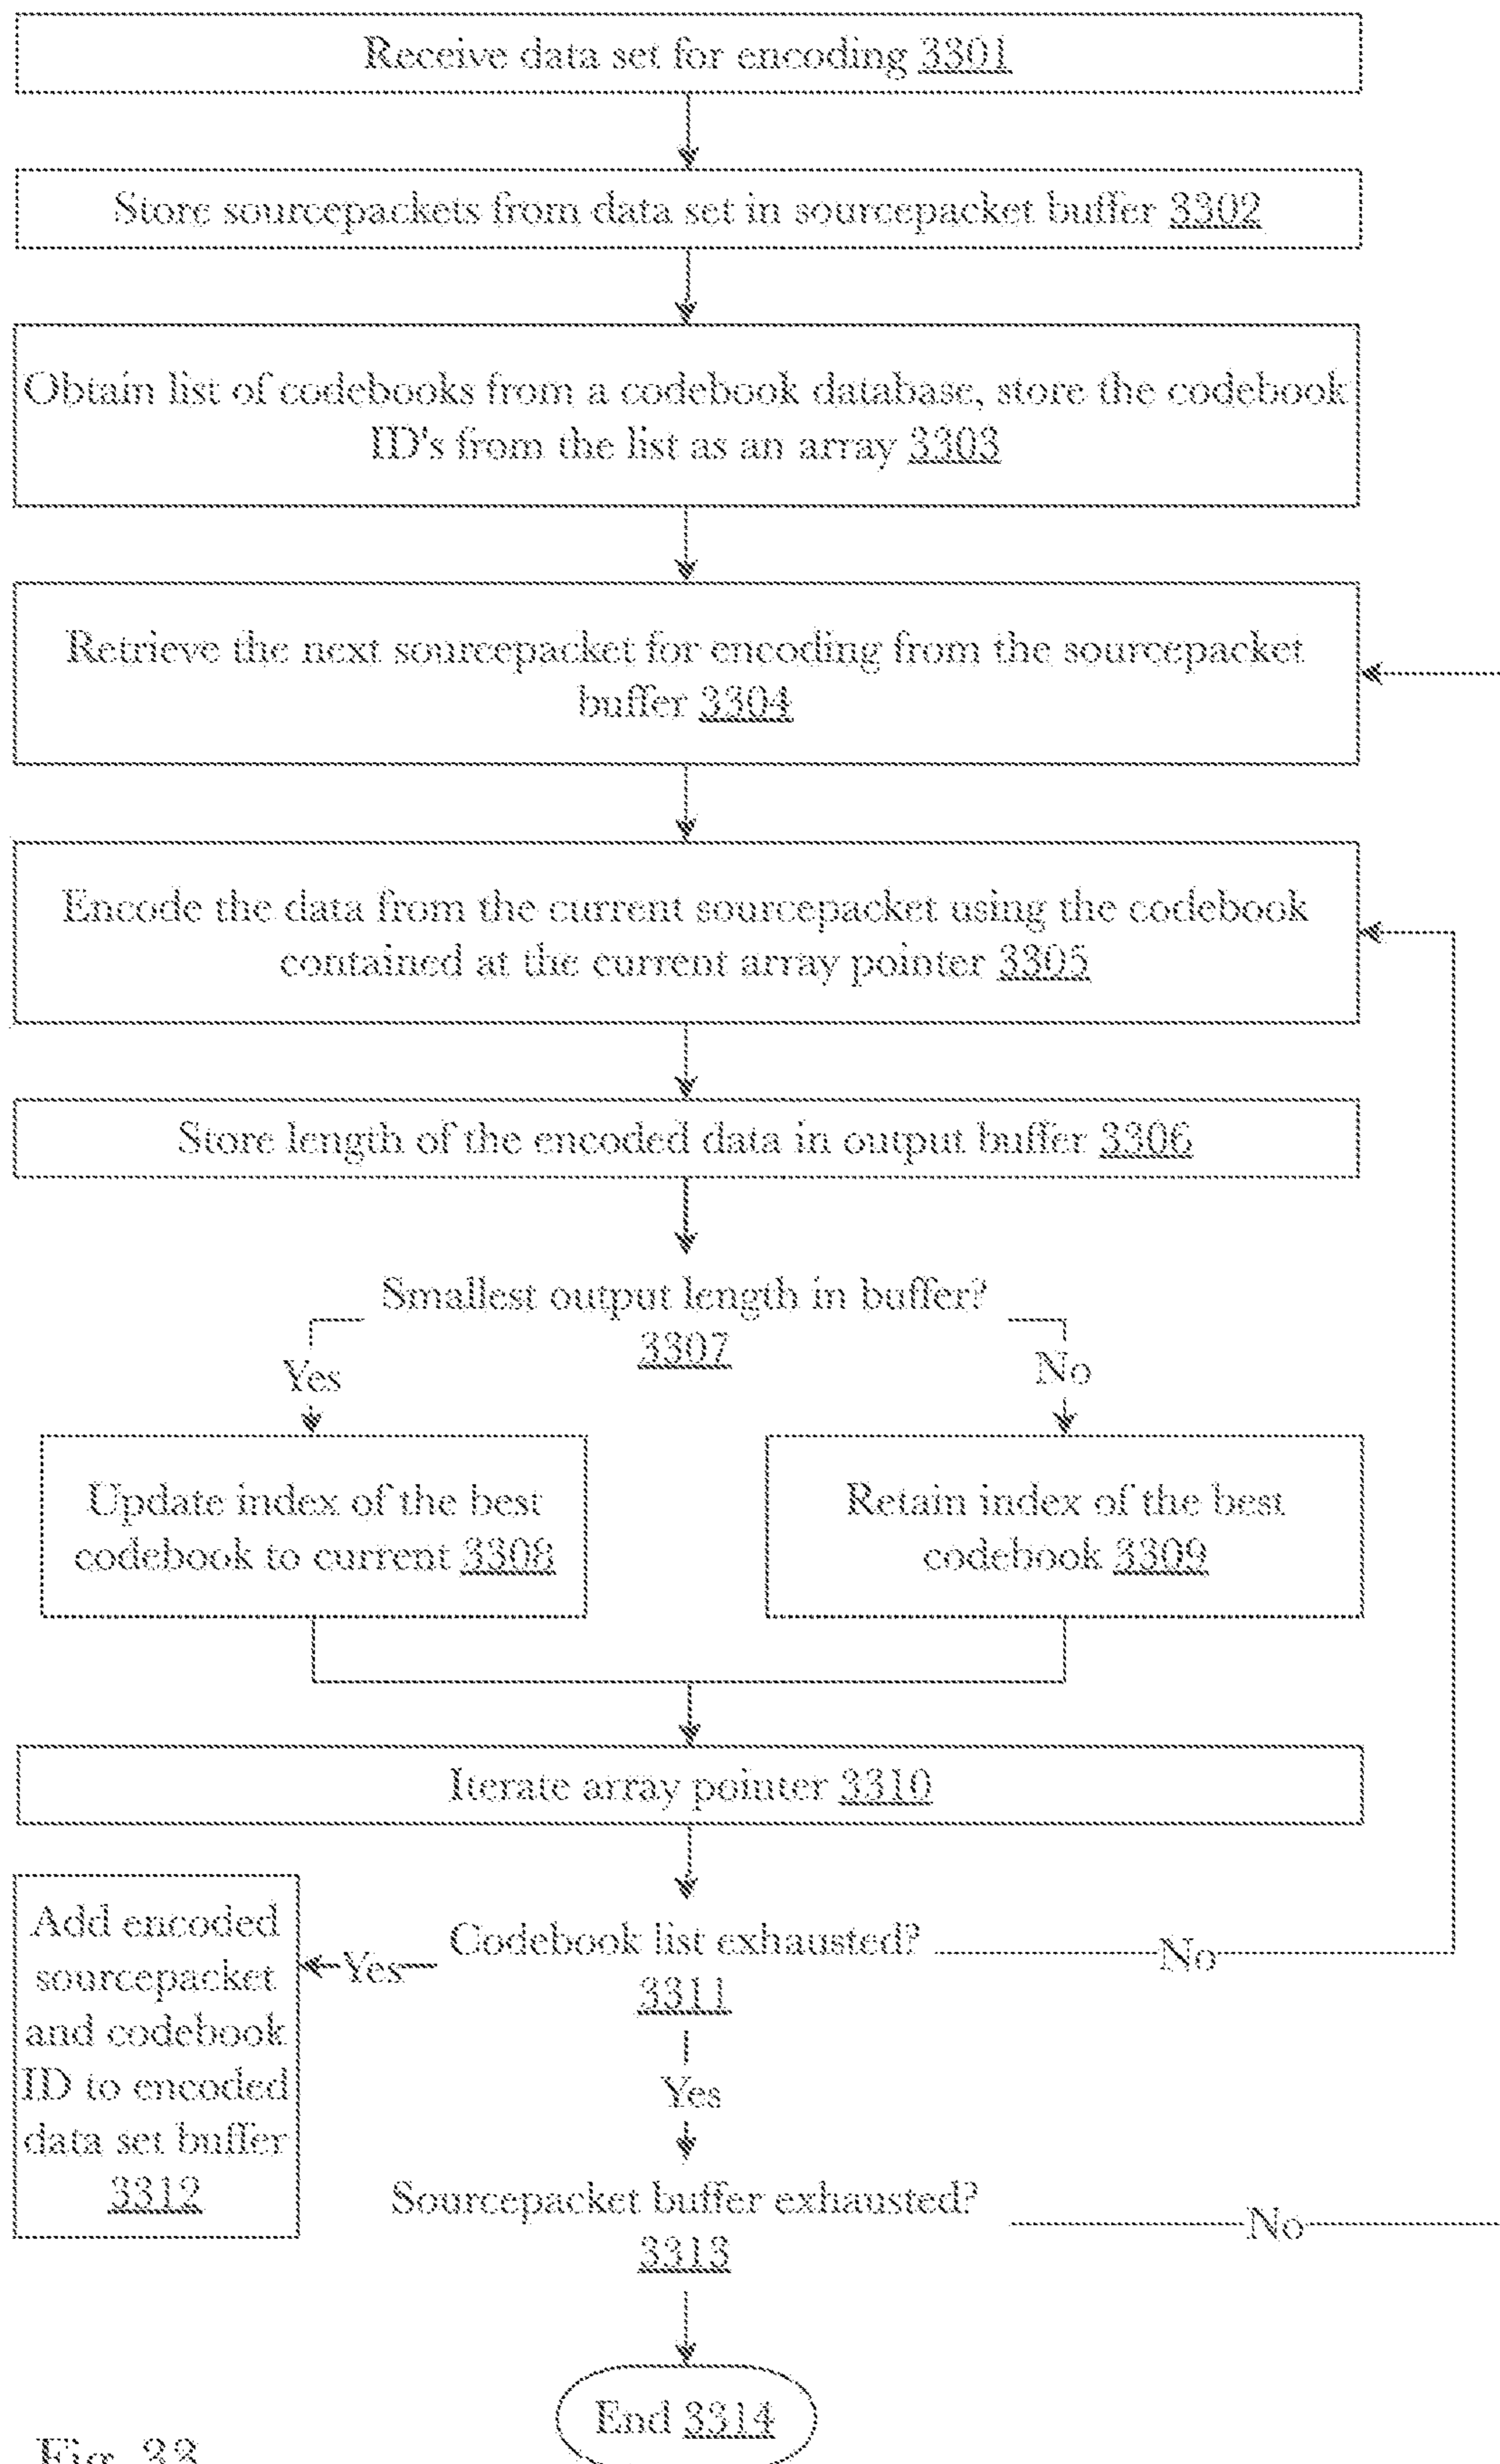 Receive data set for encoding 3301
Store sourcepackets from data set in sourcepacket buffer 3302
Obtain list of codebooks from a codebook database, store the codebook
ID's from the list as an array 3303
Retrieve the next sourcepacket for encoding from the sourcepacket
buffer 3304
Encode the data from the current sourcepacket using the codebook
contained at the current array pointer 3305
Store length of the encoded data in output buffer 3306
Smallest output length in buffer?
3307
Yes
No
Update index of the best
codebook to current 3308
Retain index of the best
codebook 3309
Iterate array pointer 3310
Codebook list exhausted?
3311
No
Yes
Add encoded
sourcepacket
and codebook
ID to encoded
data set buffer
3312
Yes
Sourcepacket buffer exhausted?
3313
No
End 3314
Fig. 33